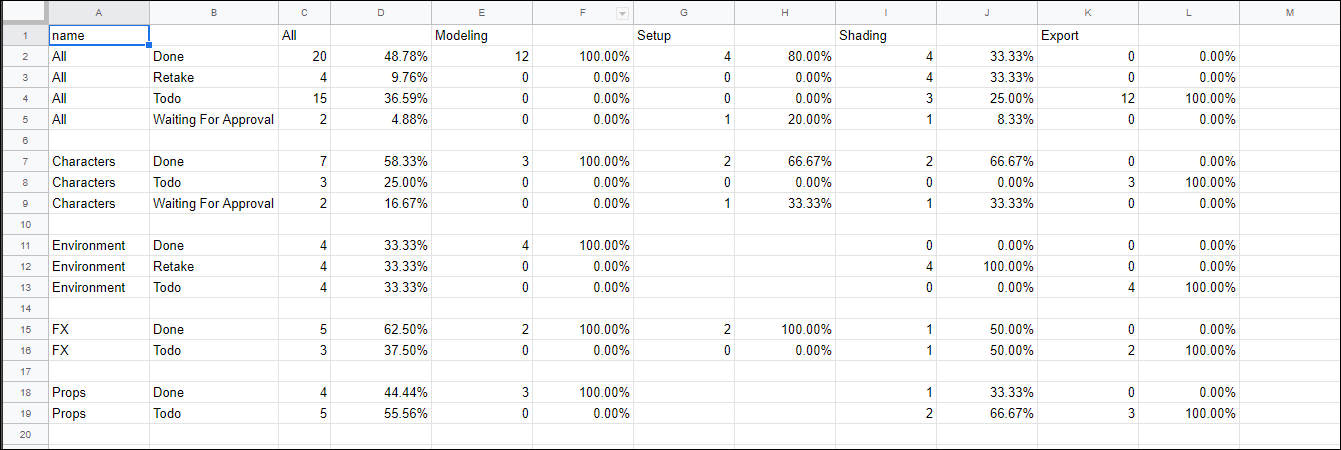 A B C D E F G H I J K L M
1 name All Modeling Setup Shading Export
2 All Done 20 48.78% 12 100.00% 4 80.00% 4 33.33% 0 0.00%
3 All Retake 4 9.76% 0 0.00% 0 0.00% 4 33.33% 0 0.00%
4 All Todo 15 36.59% 0 0.00% 0 0.00% 3 25.00% 12 100.00%
5 All Waiting For Approval 2 4.88% 0 0.00% 1 20.00% 1 8.33% 0 0.00%
6
7 Characters Done 7 58.33% 3 100.00% 2 66.67% 2 66.67% 0 0.00%
8 Characters Todo 3 25.00% 0 0.00% 0 0.00% 0 0.00% 3 100.00%
9 Characters Waiting For Approval 2 16.67% 0 0.00% 1 33.33% 1 33.33% 0 0.00%
10
11 Environment Done 4 33.33% 4 100.00% 0 0.00% 0 0.00%
12 Environment Retake 4 33.33% 0 0.00% 4 100.00% 0 0.00%
13 Environment Todo 4 33.33% 0 0.00% 0 0.00% 4 100.00%
14
15 FX Done 5 62.50% 2 100.00% 2 100.00% 1 50.00% 0 0.00%
16 FX Todo 3 37.50% 0 0.00% 0 0.00% 1 50.00% 2 100.00%
17
18 Props Done 4 44.44% 3 100.00% 1 33.33% 0 0.00%
19 Props Todo 5 55.56% 0 0.00% 2 66.67% 3 100.00%
20